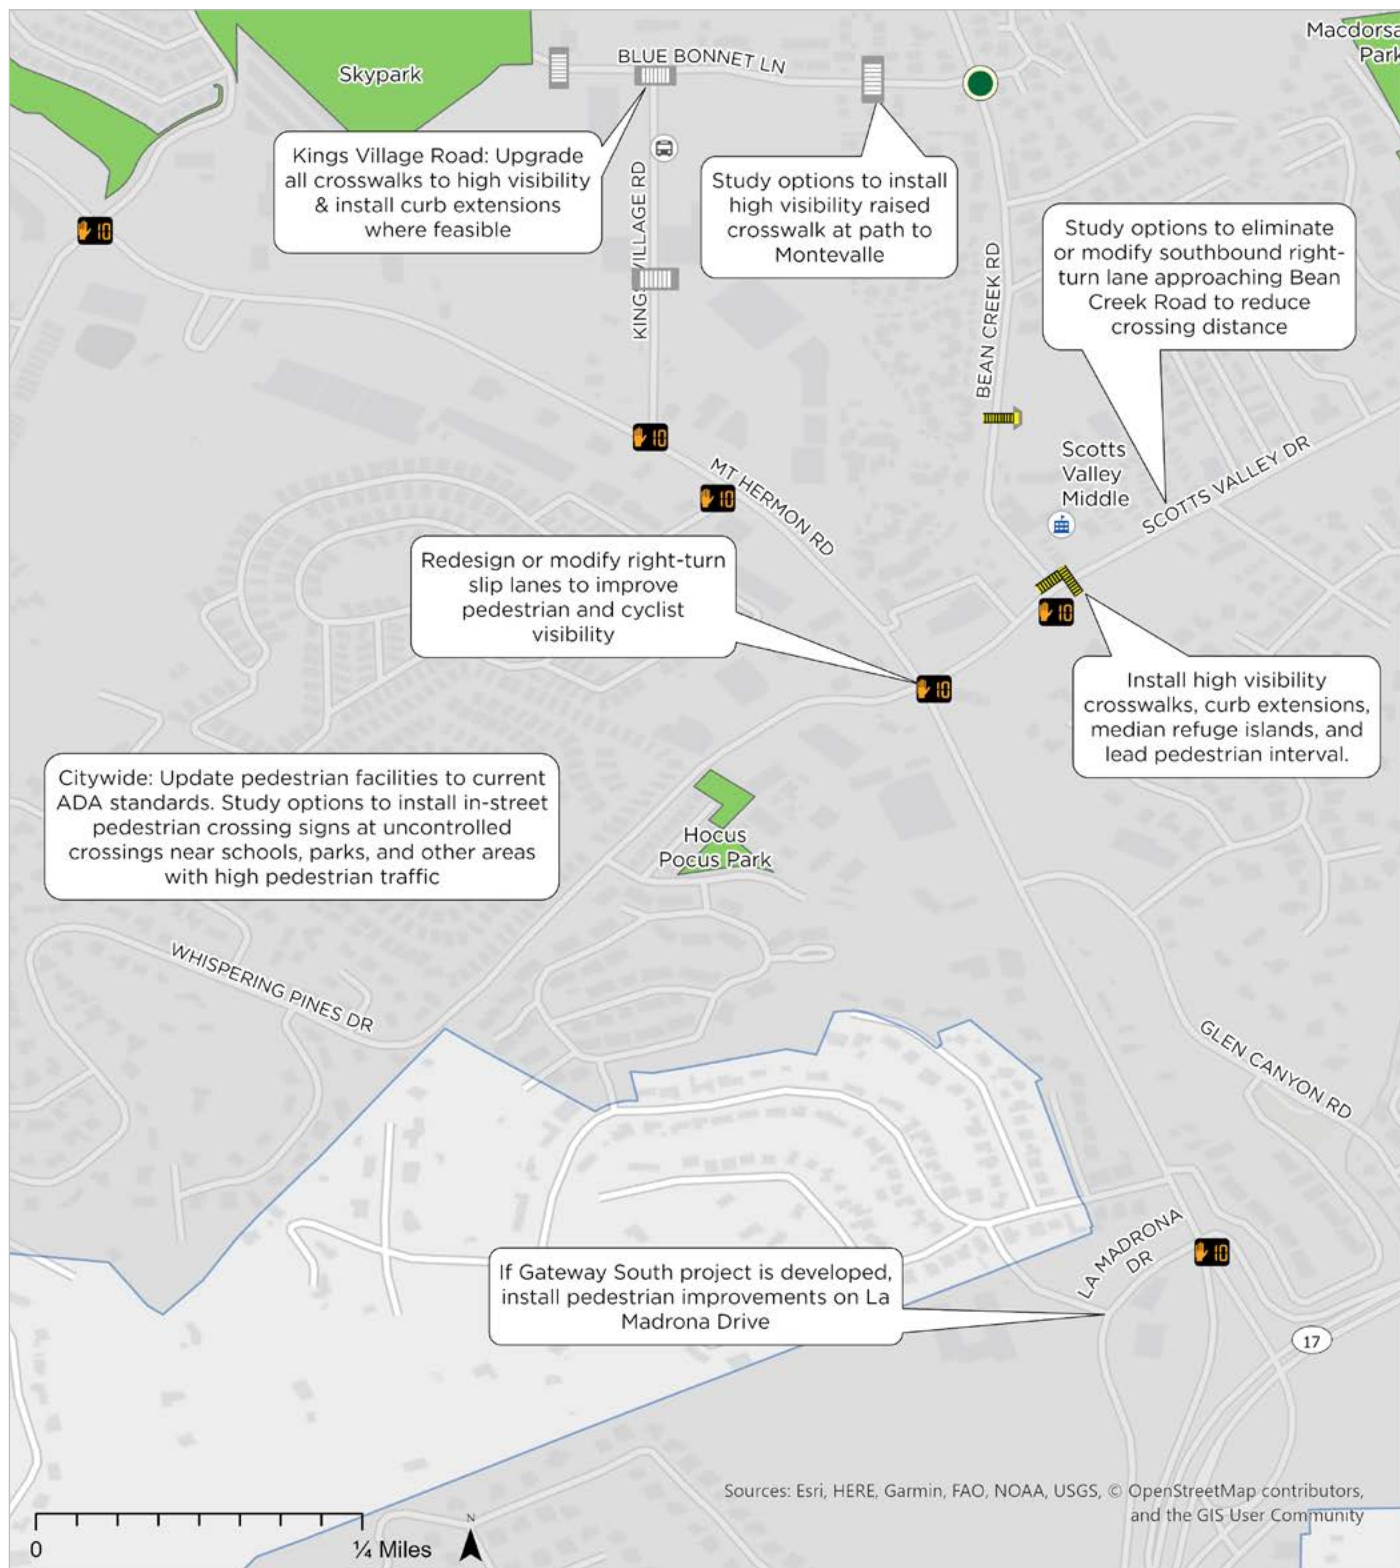 Macdorsa
Park
BLUE BONNET LN
Skypark
Kings Village Road: Upgrade
all crosswalks to high visibility
& install curb extensions
where feasible
KINGS VILLAGE RD
Study options to install
high visibility raised
crosswalk at path to
Montevalle
BEAN CREEK RD
Study options to eliminate
or modify southbound right-
turn lane approaching Bean
Creek Road to reduce
crossing distance
10
10
10
MT HERMON RD
Scotts
Valley
Middle
SCOTTS VALLEY DR
Redesign or modify right-turn
slip lanes to improve
pedestrian and cyclist
visibility
10
10
Install high visibility
crosswalks, curb extensions,
median refuge islands, and
lead pedestrian interval.
Citywide: Update pedestrian facilities to current
ADA standards. Study options to install in-street
pedestrian crossing signs at uncontrolled
crossings near schools, parks, and other areas
with high pedestrian traffic
Hocus
Pocus Park
WHISPERING PINES DR
GLEN CANYON RD
LA MADRONA
DR
10
If Gateway South project is developed,
install pedestrian improvements on La
Madrona Drive
17
Sources: Esri, HERE, Garmin, FAO, NOAA, USGS, © OpenStreetMap contributors,
and the GIS User Community
0 ¼ Miles
N